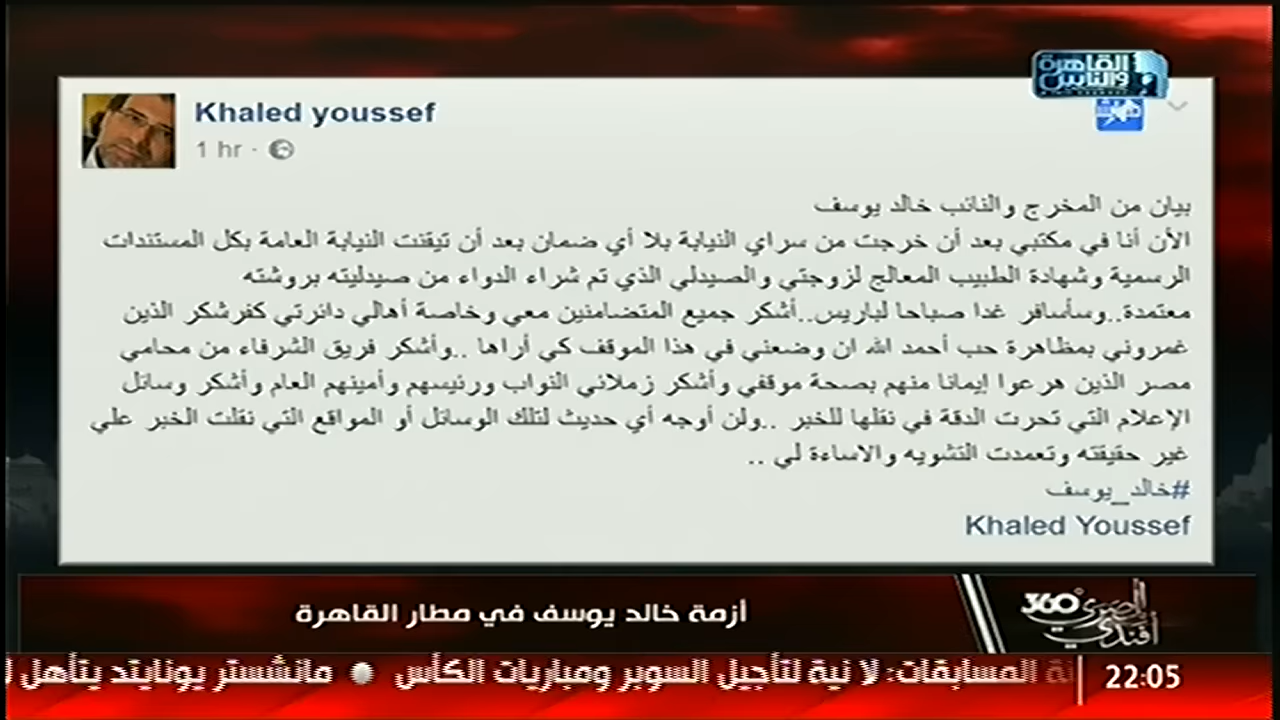 القاهرة
والناس
Khaled youssef
1 hr ·
بيان من المخرج والنائب خالد يوسف
الأن أنا في مكتبي بعد أن خرجت من سراي النيابة بلا أي ضمان بعد أن تيقنت النيابة العامة بكل المستندات
الرسمية وشهادة الطبيب المعالج لزوجتي والصيدلي الذي تم شراء الدواء من صيدليته بروشته
معتمدة..وسأسافر غدا صباحا لباريس..أشكر جميع المتضامنين معي وخاصة أهالي دائرتي كفرشكر الذين
غمروني بمظاهرة حب أحمد الله ان وضعني في هذا الموقف كي أراها ..وأشكر فريق الشرفاء من محامي
مصر الذين هرعوا إيمانا منهم بصحة موقفي وأشكر زملائي النواب ورئيسهم وأمينهم العام وأشكر وسائل
الإعلام التي تحرت الدقة في نقلها للخبر ..ولن أوجه أي حديث لتلك الوسائل أو المواقع التي نقلت الخبر علي
غير حقيقته وتعمدت التشويه والاساءة لي ..
#خالد_يوسف
Khaled Youssef
المصري أفندي 360°
أزمة خالد يوسف في مطار القاهرة
المسابقات: لا نية لتأجيل السوبر ومباريات الكأس ● مانشستر يونايتد يتأهل
22:05